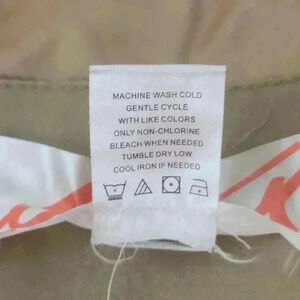 MACHINE WASH COLD
GENTLE CYCLE
WITH LIKE COLORS
ONLY NON-CHLORINE
BLEACH WHEN NEEDED
TUMBLE DRY LOW
COOL IRON IF NEEDED